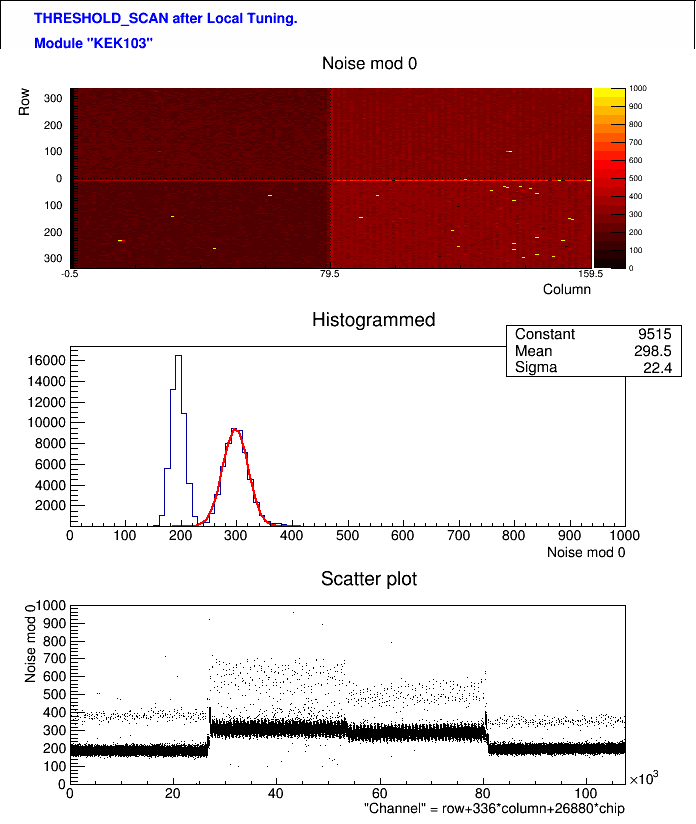 THRESHOLD_SCAN after Local Tuning.
Module "KEK103"
Noise mod 0
Row
300
200
100
0
100
200
300
-0.5
79.5
159.5
Column
1000
900
800
700
600
500
400
300
200
100
0
Histogrammed
Constant 9515
Mean 298.5
Sigma 22.4
16000
14000
12000
10000
8000
6000
4000
2000
0 100 200 300 400 500 600 700 800 900 1000
Noise mod 0
Scatter plot
Noise mod 0
1000
900
800
700
600
500
400
300
200
100
0
0 20 40 60 80 100
×10³
"Channel" = row+336*column+26880*chip